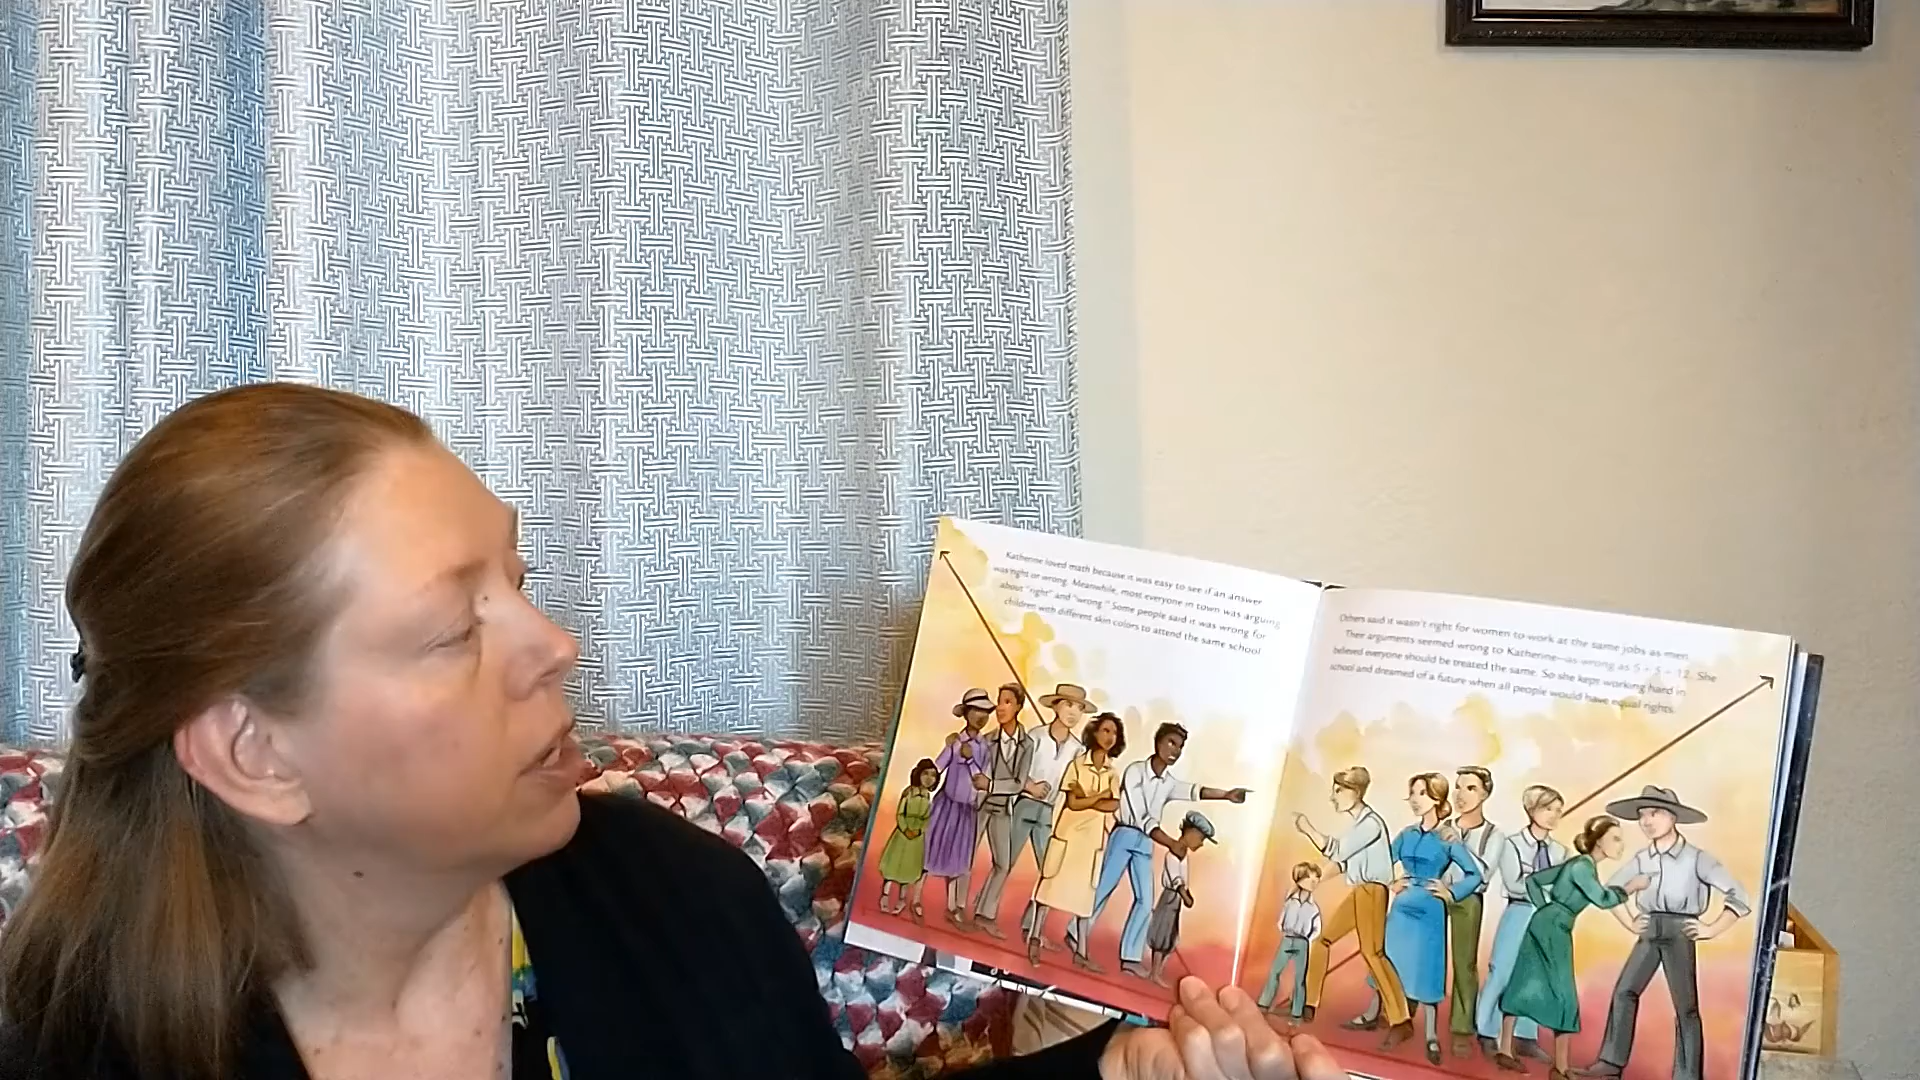 Katherine loved math because it was easy to see if an answer
was right or wrong. Meanwhile, most everyone in town was arguing
about "right" and "wrong." Some people said it was wrong for
children with different skin colors to attend the same school
Others said it wasn't right for women to work at the same jobs as men.
Their arguments seemed wrong to Katherine—as wrong as 5 + 5 = 12. She
believed everyone should be treated the same. So she kept working hard in
school and dreamed of a future when all people would have equal rights.